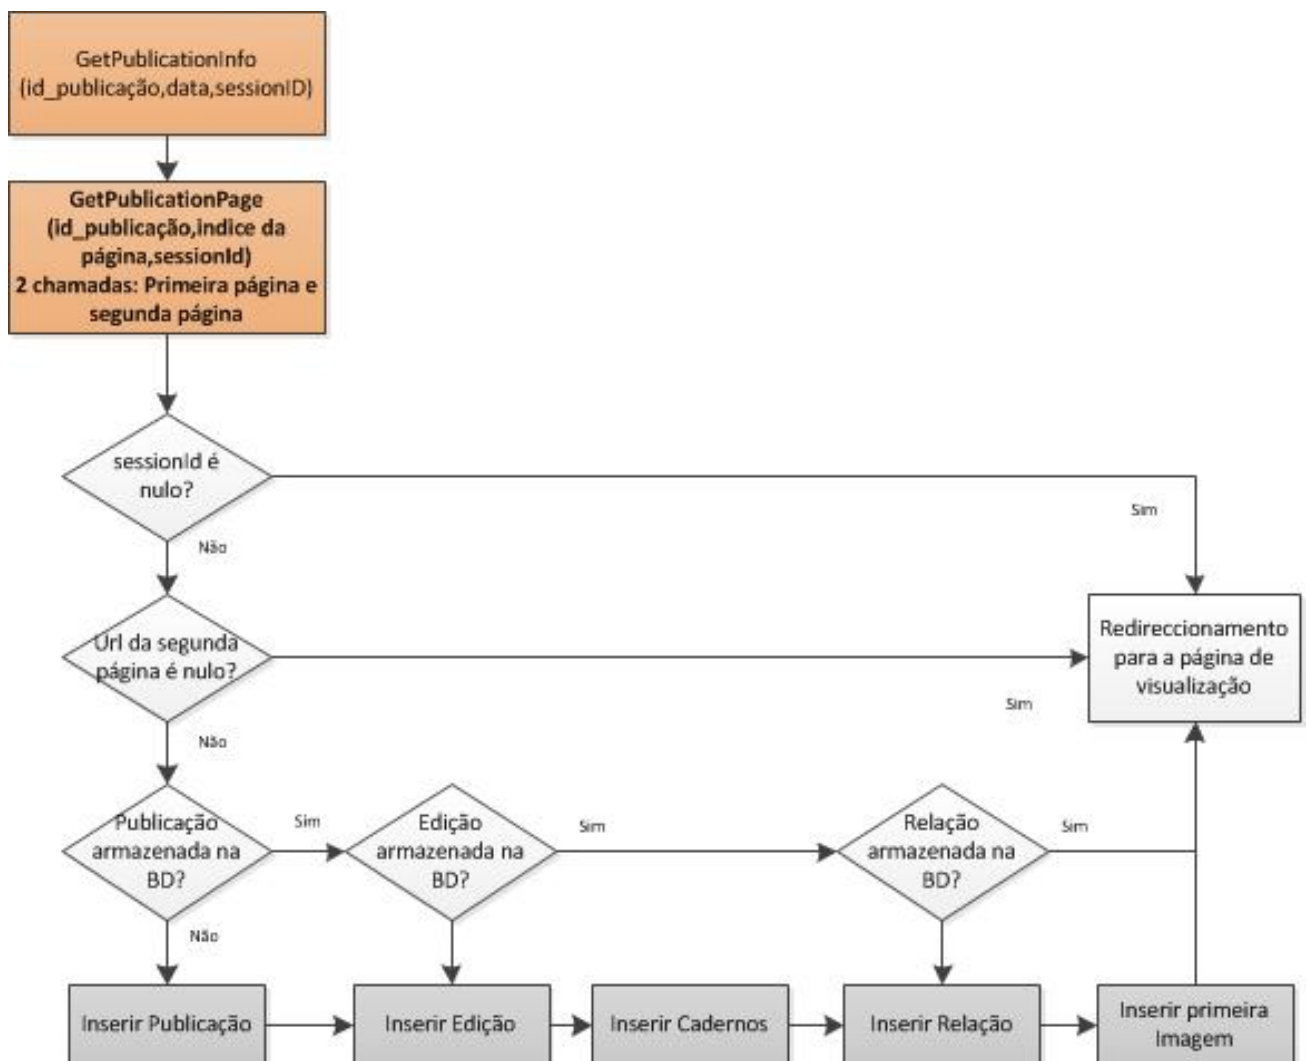 GetPublicationInfo
(id_publicação,data,sessionID)
GetPublicationPage
(id_publicação,indice da
página,sessionId)
2 chamadas: Primeira página e
segunda página
sessionId é
nulo?
Sim
Não
Url da segunda
página é nulo?
Redireccionamento
para a página de
visualização
Sim
Não
Publicação
armazenada na
BD?
Sim
Edição
armazenada na
BD?
Sim
Relação
armazenada na
BD?
Sim
Não
Inserir Publicação
Inserir Edição
Inserir Cadernos
Inserir Relação
Inserir primeira
Imagem